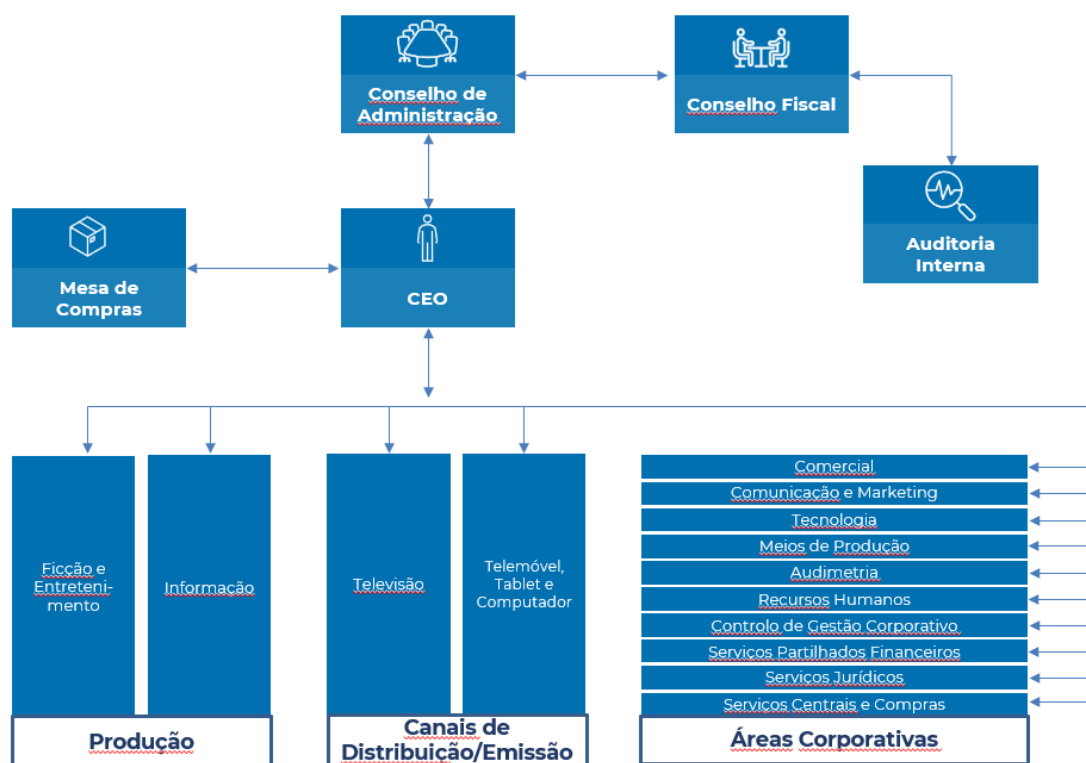 Conselho de
Administração
Conselho Fiscal
Auditoria
Interna
Mesa de
Compras
CEO
Ficção e
Entreteni-
mento
Informação
Televisão
Telemóvel,
Tablet e
Computador
Comercial
Comunicação e Marketing
Tecnologia
Meios de Produção
Audimetria
Recursos Humanos
Controlo de Gestão Corporativo
Serviços Partilhados Financeiros
Serviços Jurídicos
Serviços Centrais e Compras
Produção
Canais de
Distribuição/Emissão
Áreas Corporativas